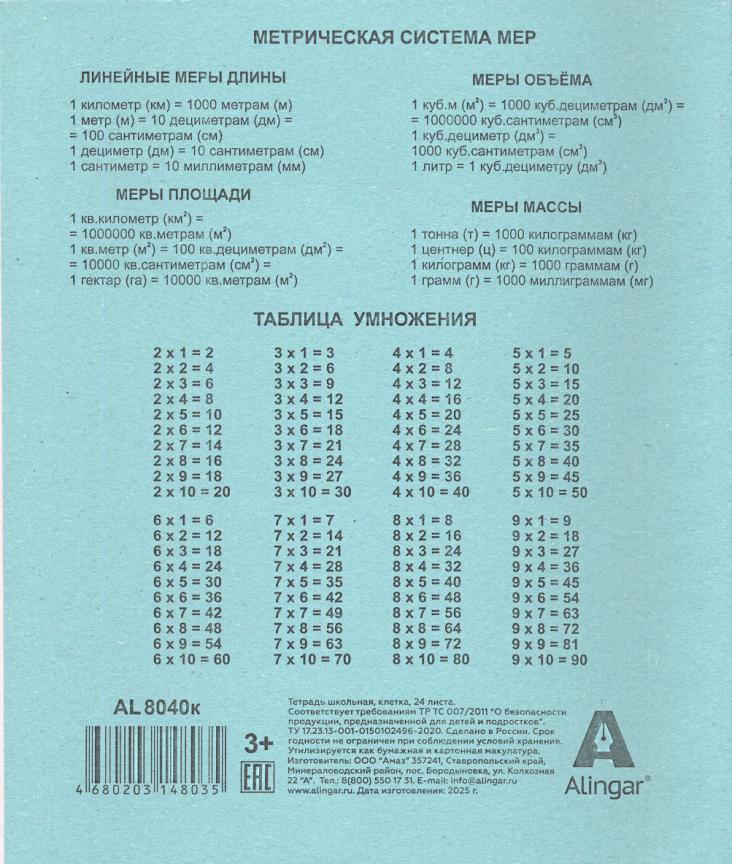 МЕТРИЧЕСКАЯ СИСТЕМА МЕР
ЛИНЕЙНЫЕ МЕРЫ ДЛИНЫ
1 километр (км) = 1000 метрам (м)
1 метр (м) = 10 дециметрам (дм) =
= 100 сантиметрам (см)
1 дециметр (дм) = 10 сантиметрам (см)
1 сантиметр = 10 миллиметрам (мм)
МЕРЫ ПЛОЩАДИ
1 кв.километр (км²) =
= 1000000 кв.метрам (м²)
1 кв.метр (м²) = 100 кв.дециметрам (дм²) =
= 10000 кв.сантиметрам (см²) =
1 гектар (га) = 10000 кв.метрам (м²)
МЕРЫ ОБЪЁМА
1 куб.м (м³) = 1000 куб.дециметрам (дм³) =
= 1000000 куб.сантиметрам (см³)
1 куб.дециметр (дм³) =
1000 куб.сантиметрам (см³)
1 литр = 1 куб.дециметру (дм³)
МЕРЫ МАССЫ
1 тонна (т) = 1000 килограммам (кг)
1 центнер (ц) = 100 килограммам (кг)
1 килограмм (кг) = 1000 граммам (г)
1 грамм (г) = 1000 миллиграммам (мг)
ТАБЛИЦА УМНОЖЕНИЯ
2 x 1 = 2 3 x 1 = 3 4 x 1 = 4 5 x 1 = 5
2 x 2 = 4 3 x 2 = 6 4 x 2 = 8 5 x 2 = 10
2 x 3 = 6 3 x 3 = 9 4 x 3 = 12 5 x 3 = 15
2 x 4 = 8 3 x 4 = 12 4 x 4 = 16 5 x 4 = 20
2 x 5 = 10 3 x 5 = 15 4 x 5 = 20 5 x 5 = 25
2 x 6 = 12 3 x 6 = 18 4 x 6 = 24 5 x 6 = 30
2 x 7 = 14 3 x 7 = 21 4 x 7 = 28 5 x 7 = 35
2 x 8 = 16 3 x 8 = 24 4 x 8 = 32 5 x 8 = 40
2 x 9 = 18 3 x 9 = 27 4 x 9 = 36 5 x 9 = 45
2 x 10 = 20 3 x 10 = 30 4 x 10 = 40 5 x 10 = 50
6 x 1 = 6 7 x 1 = 7 8 x 1 = 8 9 x 1 = 9
6 x 2 = 12 7 x 2 = 14 8 x 2 = 16 9 x 2 = 18
6 x 3 = 18 7 x 3 = 21 8 x 3 = 24 9 x 3 = 27
6 x 4 = 24 7 x 4 = 28 8 x 4 = 32 9 x 4 = 36
6 x 5 = 30 7 x 5 = 35 8 x 5 = 40 9 x 5 = 45
6 x 6 = 36 7 x 6 = 42 8 x 6 = 48 9 x 6 = 54
6 x 7 = 42 7 x 7 = 49 8 x 7 = 56 9 x 7 = 63
6 x 8 = 48 7 x 8 = 56 8 x 8 = 64 9 x 8 = 72
6 x 9 = 54 7 x 9 = 63 8 x 9 = 72 9 x 9 = 81
6 x 10 = 60 7 x 10 = 70 8 x 10 = 80 9 x 10 = 90
AL 8040к
4 680203 148035
3+
EAC
Тетрадь школьная, клетка, 24 листа.
Соответствует требованиям ТР ТС 007/2011 "О безопасности
продукции, предназначенной для детей и подростков".
ТУ 17.23.13-001-0150102496-2020. Сделано в России. Срок
годности не ограничен при соблюдении условий хранения.
Утилизируется как бумажная и картонная макулатура.
Изготовитель: ООО "Амаз" 357241, Ставропольский край,
Минераловодский район, пос. Бородыновка, ул. Колхозная
22 "А". Тел.: 8(800) 550 17 31. E-mail: info@alingar.ru
www.alingar.ru. Дата изготовления: 2025 г.
Alingar®